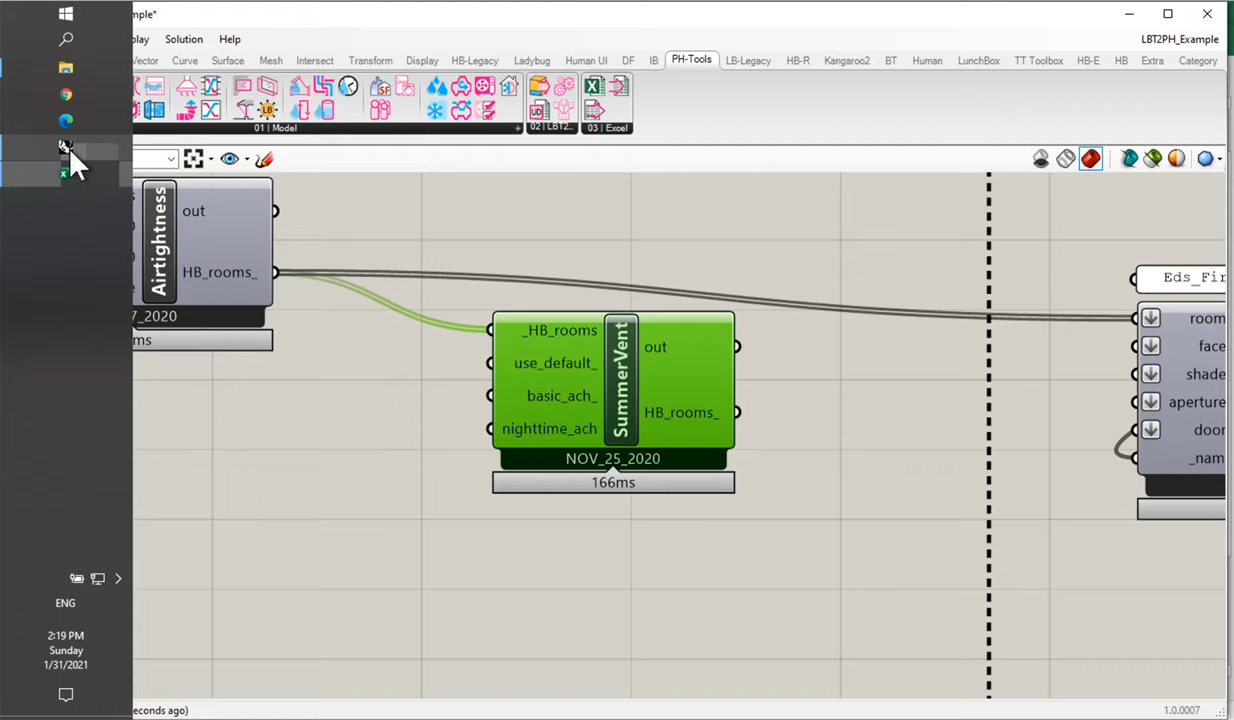 mple*
play Solution Help
LBT2PH_Example
Vector Curve Surface Mesh Intersect Transform Display HB-Legacy Ladybug Human UI DF IB PH-Tools LB-Legacy HB-R Kangaroo2 BT Human LunchBox TT Toolbox HB-E HB Extra Category
01 | Model
02 | LBT2...
03 | Excel
Airtightness
out
HB_rooms_
7_2020
ms
SummerVent
_HB_rooms
use_default_
basic_ach_
nighttime_ach
out
HB_rooms_
NOV_25_2020
166ms
Eds_Fir
room
face
shade
aperture
door
_nam
ENG
2:19 PM
Sunday
1/31/2021
econds ago)
1.0.0007